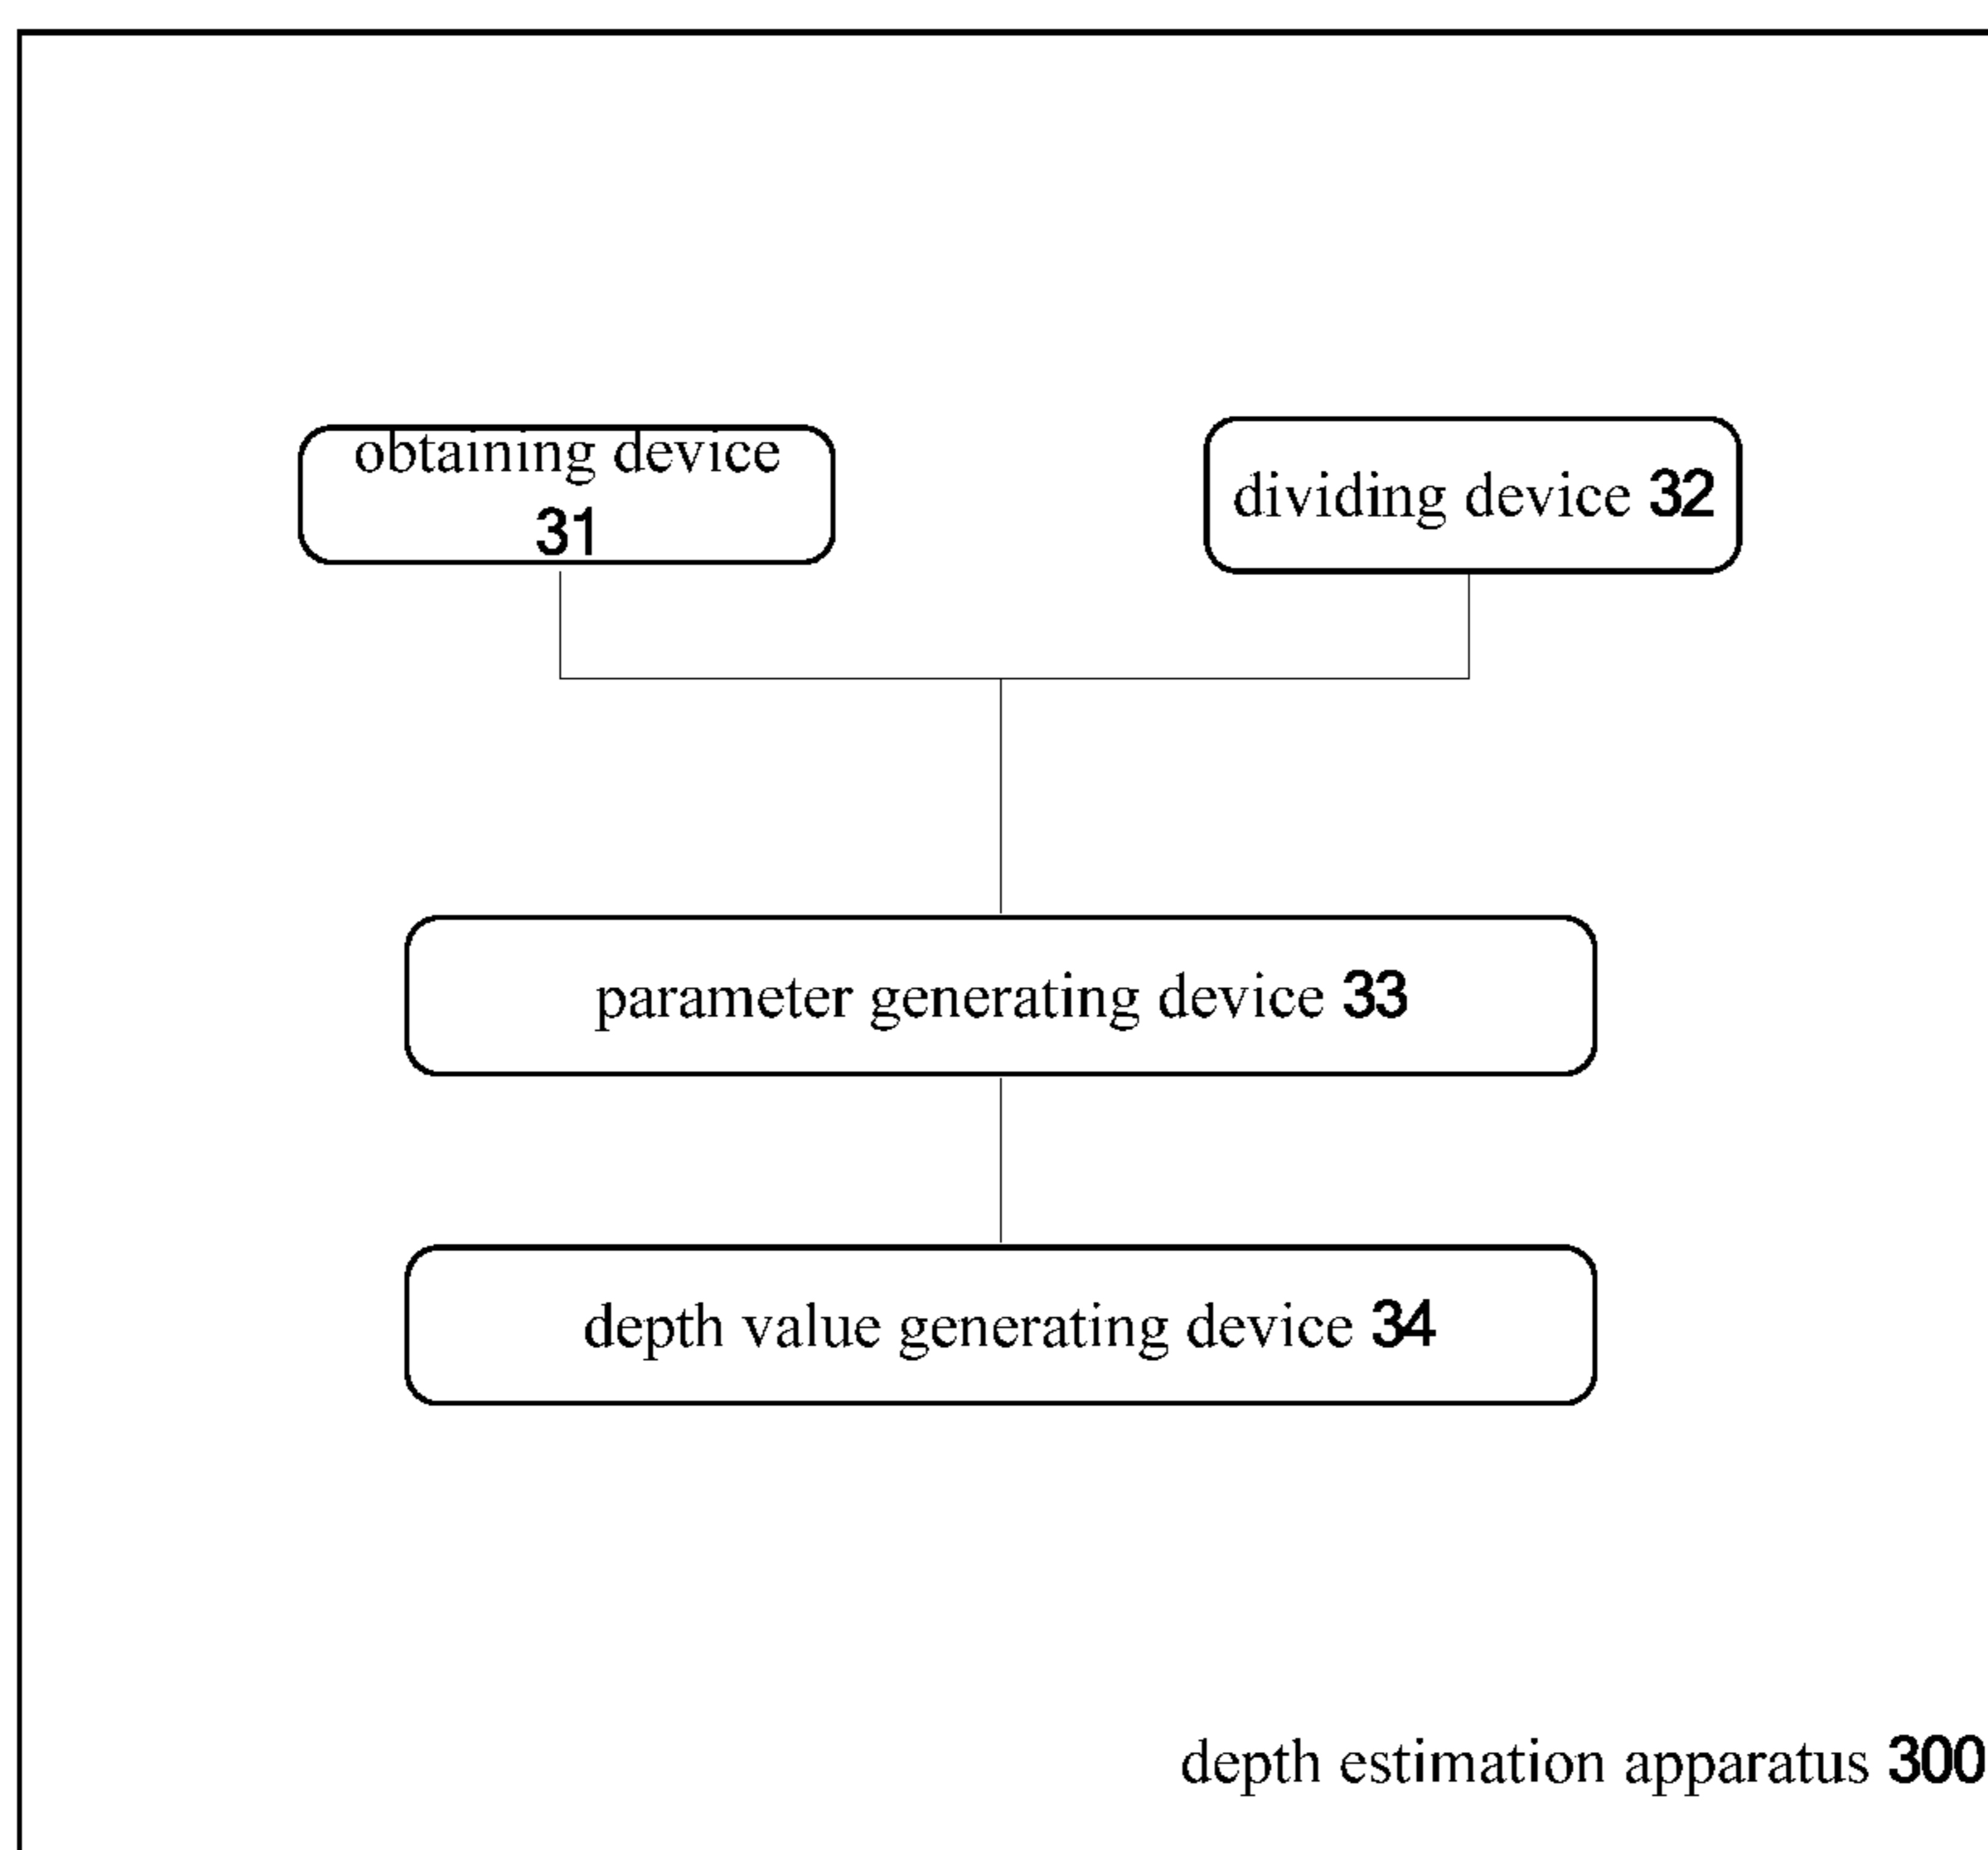 obtaining device
31
dividing device 32
parameter generating device 33
depth value generating device 34
depth estimation apparatus 300